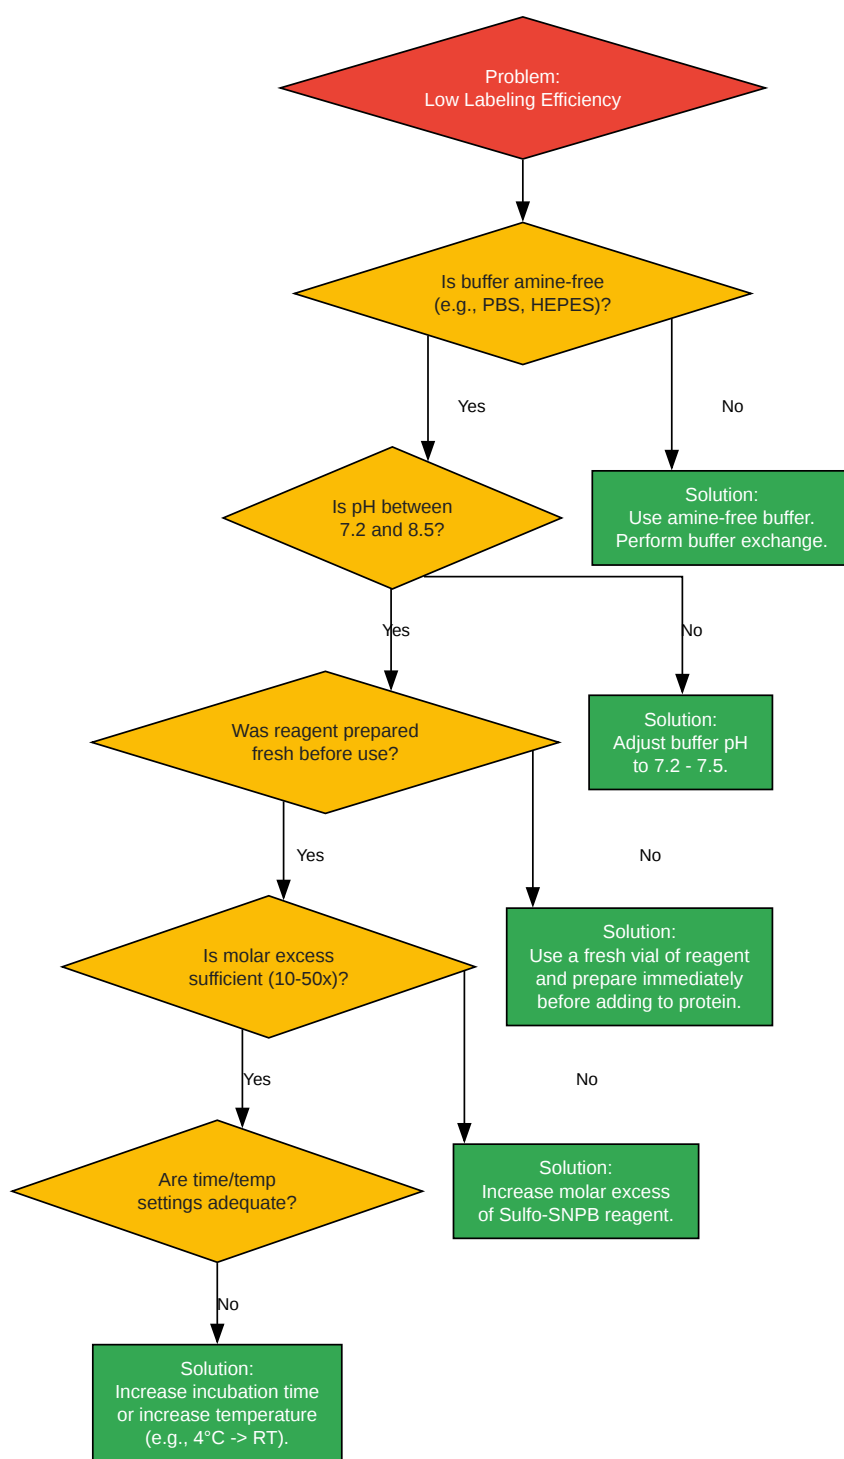 Problem:
Low Labeling Efficiency
Is buffer amine-free
(e.g., PBS, HEPES)?
Yes
No
Is pH between
7.2 and 8.5?
Solution:
Use amine-free buffer.
Perform buffer exchange.
Yes
No
Was reagent prepared
fresh before use?
Solution:
Adjust buffer pH
to 7.2 - 7.5.
Yes
No
Is molar excess
sufficient (10-50x)?
Solution:
Use a fresh vial of reagent
and prepare immediately
before adding to protein.
Yes
No
Are time/temp
settings adequate?
Solution:
Increase molar excess
of Sulfo-SNPB reagent.
No
Solution:
Increase incubation time
or increase temperature
(e.g., 4°C -> RT).